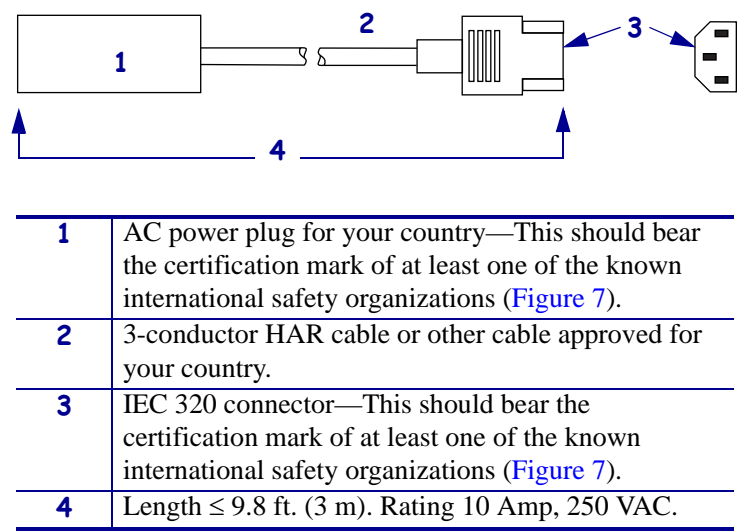 2
3
1
4
1 AC power plug for your country—This should bear
the certification mark of at least one of the known
international safety organizations (Figure 7).
2 3-conductor HAR cable or other cable approved for
your country.
3 IEC 320 connector—This should bear the
certification mark of at least one of the known
international safety organizations (Figure 7).
4 Length ≤ 9.8 ft. (3 m). Rating 10 Amp, 250 VAC.